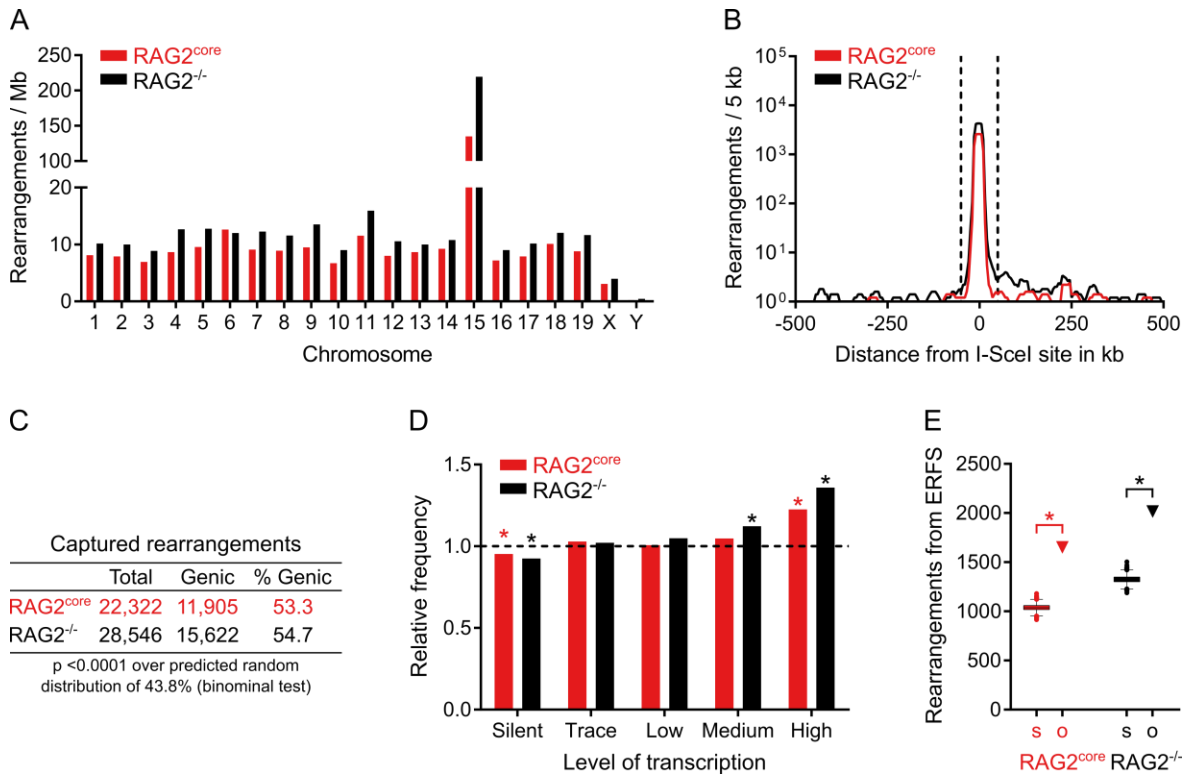 A
RAG2core
RAG2-/-
Rearrangements / Mb
250
200
150
100
20
10
0
1 2 3 4 5 6 7 8 9 10 11 12 13 14 15 16 17 18 19 X Y
Chromosome
B
RAG2core
RAG2-/-
Rearrangements / 5 kb
10^5
10^4
10^3
10^2
10^1
10^0
-500 -250 0 250 500
Distance from I-SceI site in kb
C
Captured rearrangements
Total Genic % Genic
RAG2core 22,322 11,905 53.3
RAG2-/- 28,546 15,622 54.7
p <0.0001 over predicted random
distribution of 43.8% (binominal test)
D
RAG2core
RAG2-/-
Relative frequency
1.5
1.0
0.5
0.0
* * * * *
Silent Trace Low Medium High
Level of transcription
E
Rearrangements from ERFS
2500
2000
1500
1000
500
0
* *
s o s o
RAG2core RAG2-/-